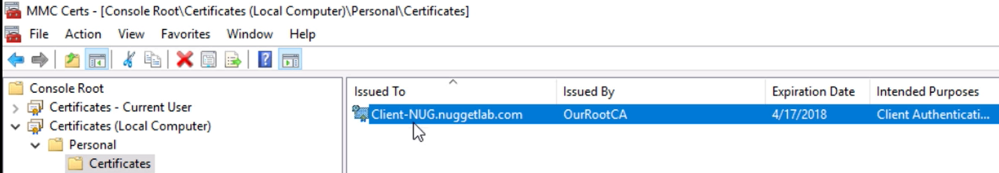 MMC Certs - [Console Root\Certificates (Local Computer)\Personal\Certificates]
File Action View Favorites Window Help
Console Root
Certificates - Current User
Certificates (Local Computer)
Personal
Certificates
Issued To Issued By Expiration Date Intended Purposes
Client-NUG.nuggetlab.com OurRootCA 4/17/2018 Client Authenticati...